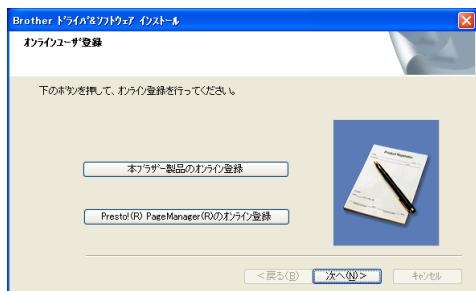 Brother ドライバ&ソフトウェア インストール
オンラインユーザ登録
下のボタンを押して、オンライン登録を行ってください。
本ブラザー製品のオンライン登録
Product Registration
Presto!(R) PageManager(R)のオンライン登録
<戻る(B)
次へ(N)>
キャンセル